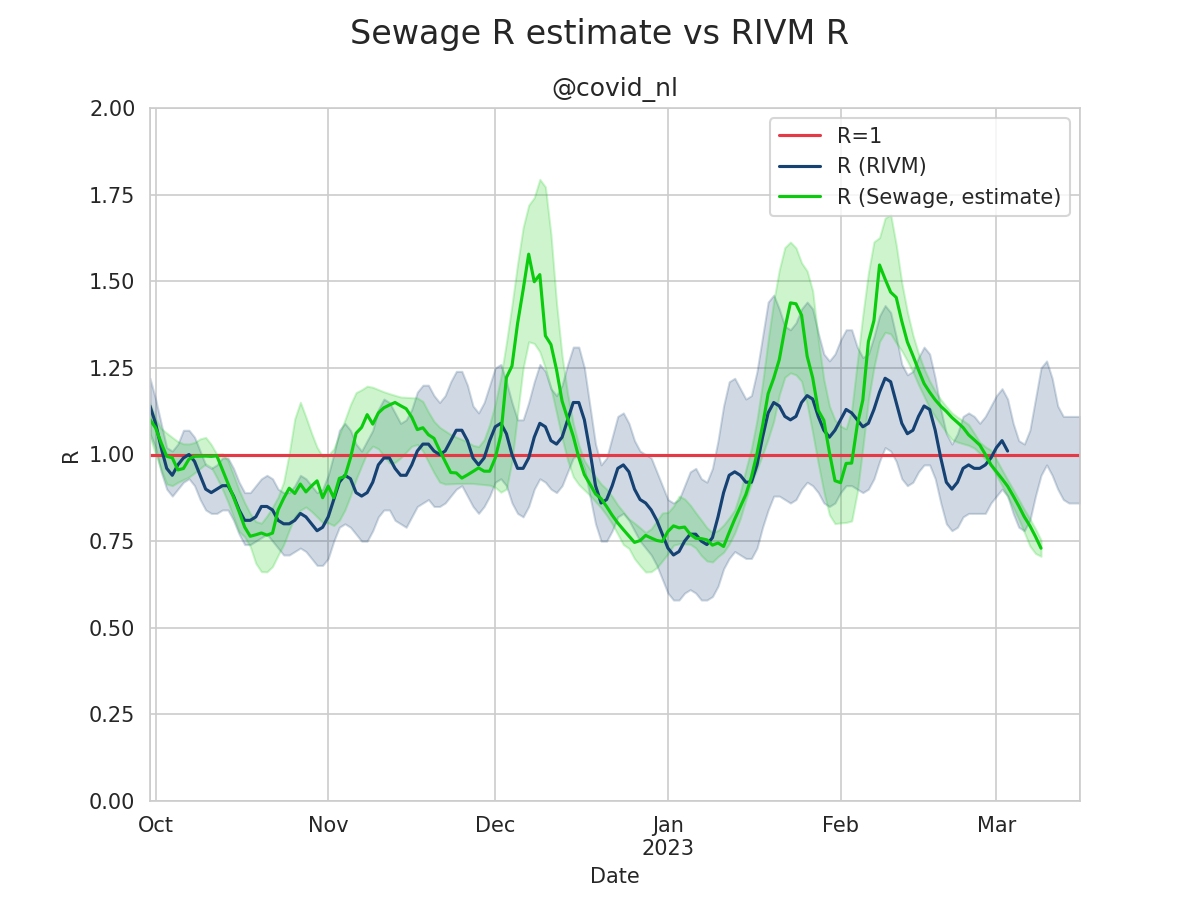 Sewage R estimate vs RIVM R
@covid_nl
R=1
R (RIVM)
R (Sewage, estimate)
2.00
1.75
1.50
1.25
1.00
0.75
0.50
0.25
0.00
R
Oct Nov Dec Jan Feb Mar
2023
Date